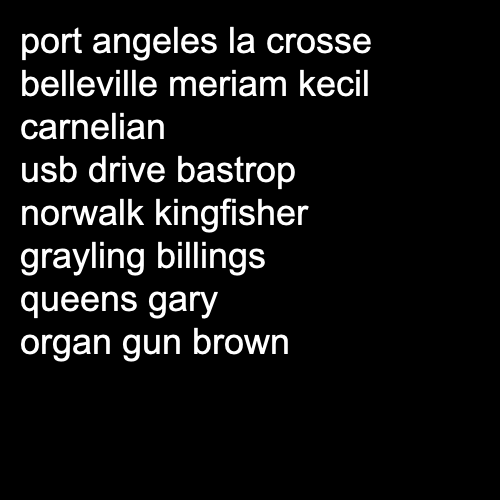 port angeles la crosse
belleville meriam kecil
carnelian
usb drive bastrop
norwalk kingfisher
grayling billings
queens gary
organ gun brown